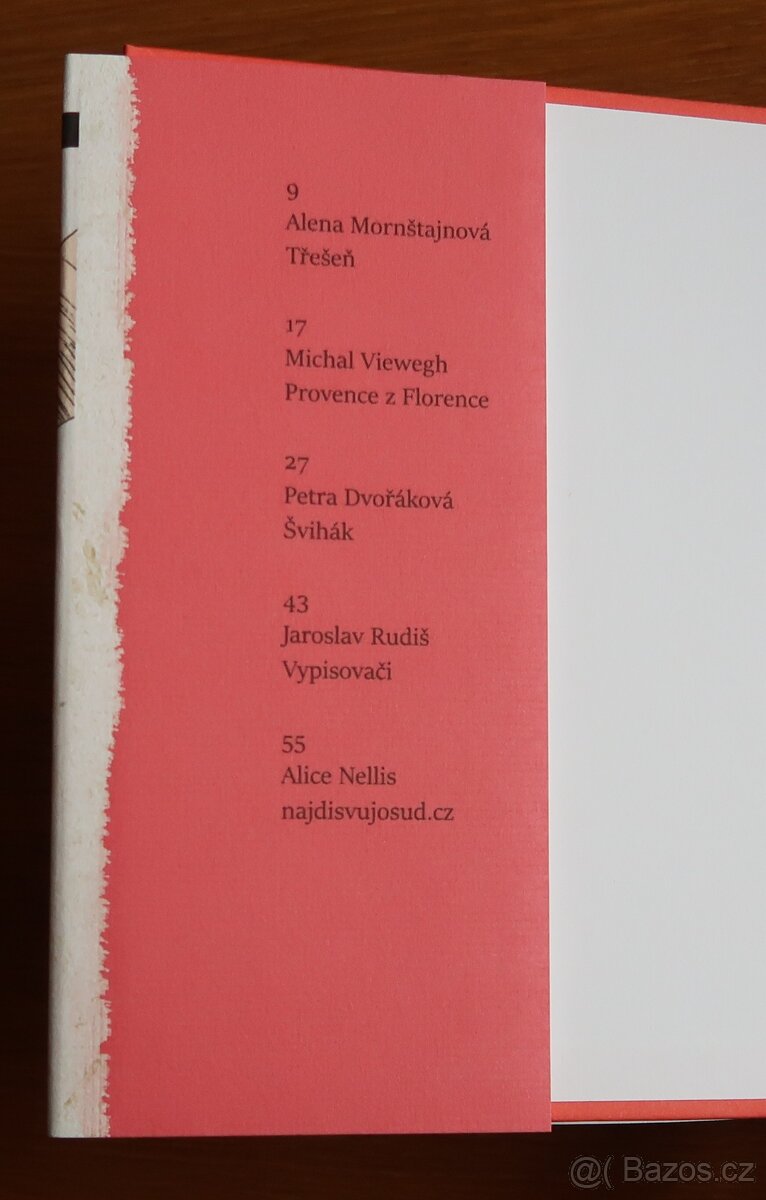 9
Alena Mornštajnová
Třešeň
17
Michal Viewegh
Provence z Florence
27
Petra Dvořáková
Švihák
43
Jaroslav Rudiš
Vypisovači
55
Alice Nellis
najdisvujosud.cz
@( Bazos.cz